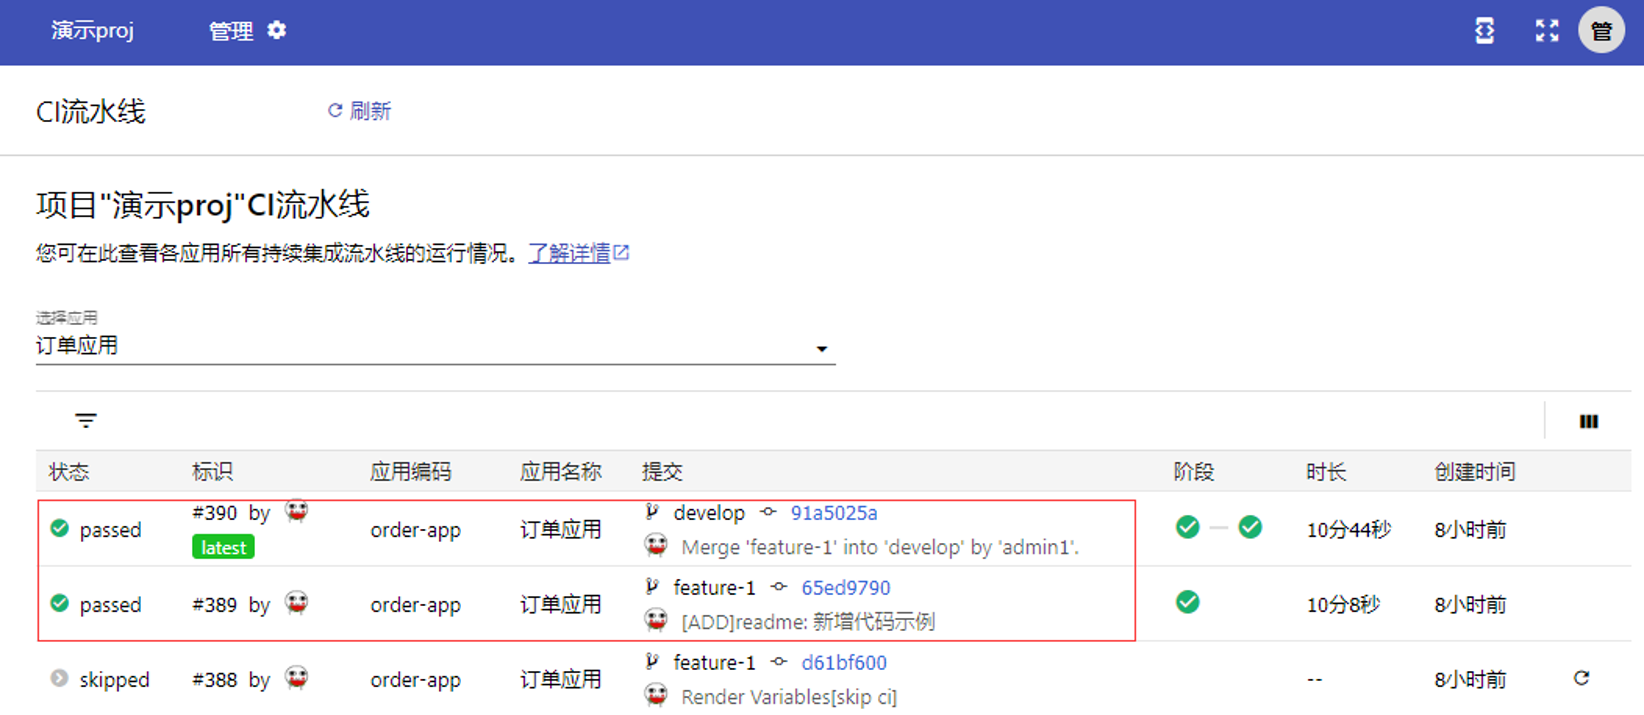 演示proj 管理 管
CI流水线 刷新
项目"演示proj"CI流水线
您可在此查看各应用所有持续集成流水线的运行情况。了解详情
选择应用
订单应用
状态 标识 应用编码 应用名称 提交 阶段 时长 创建时间
passed #390 by latest order-app 订单应用 develop 91a5025a 10分44秒 8小时前
Merge 'feature-1' into 'develop' by 'admin1'.
passed #389 by order-app 订单应用 feature-1 65ed9790 10分8秒 8小时前
[ADD]readme: 新增代码示例
skipped #388 by order-app 订单应用 feature-1 d61bf600 -- 8小时前
Render Variables[skip ci]